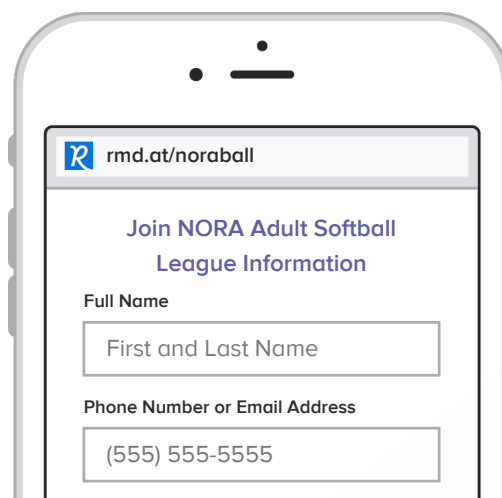 rmd.at/noraball
Join NORA Adult Softball
League Information
Full Name
First and Last Name
Phone Number or Email Address
(555) 555-5555